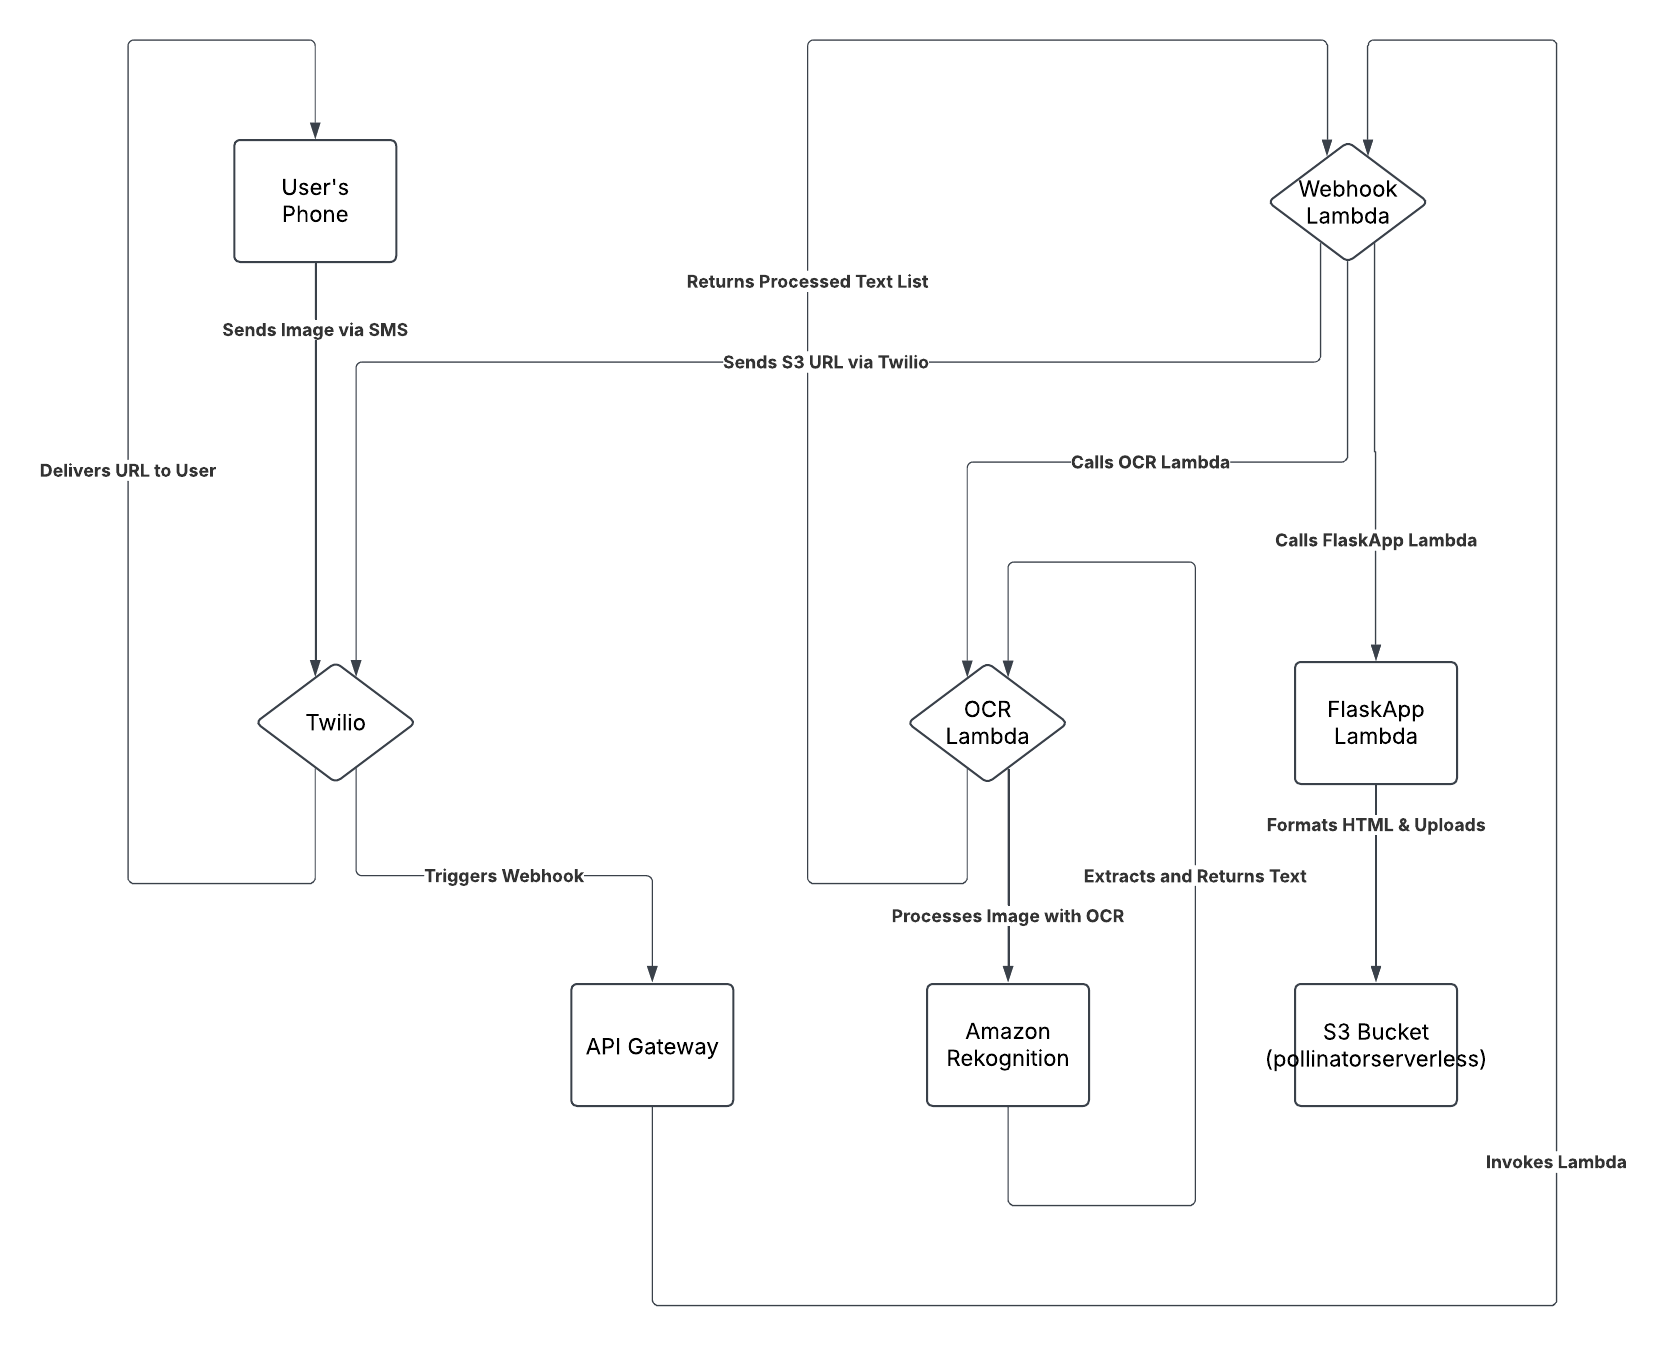 User's
Phone
Webhook
Lambda
Returns Processed Text List
Sends Image via SMS
Sends S3 URL via Twilio
Calls OCR Lambda
Delivers URL to User
Calls FlaskApp Lambda
Twilio
OCR
Lambda
FlaskApp
Lambda
Formats HTML & Uploads
Triggers Webhook
Extracts and Returns Text
Processes Image with OCR
API Gateway
Amazon
Rekognition
S3 Bucket
(pollinatorserverless)
Invokes Lambda